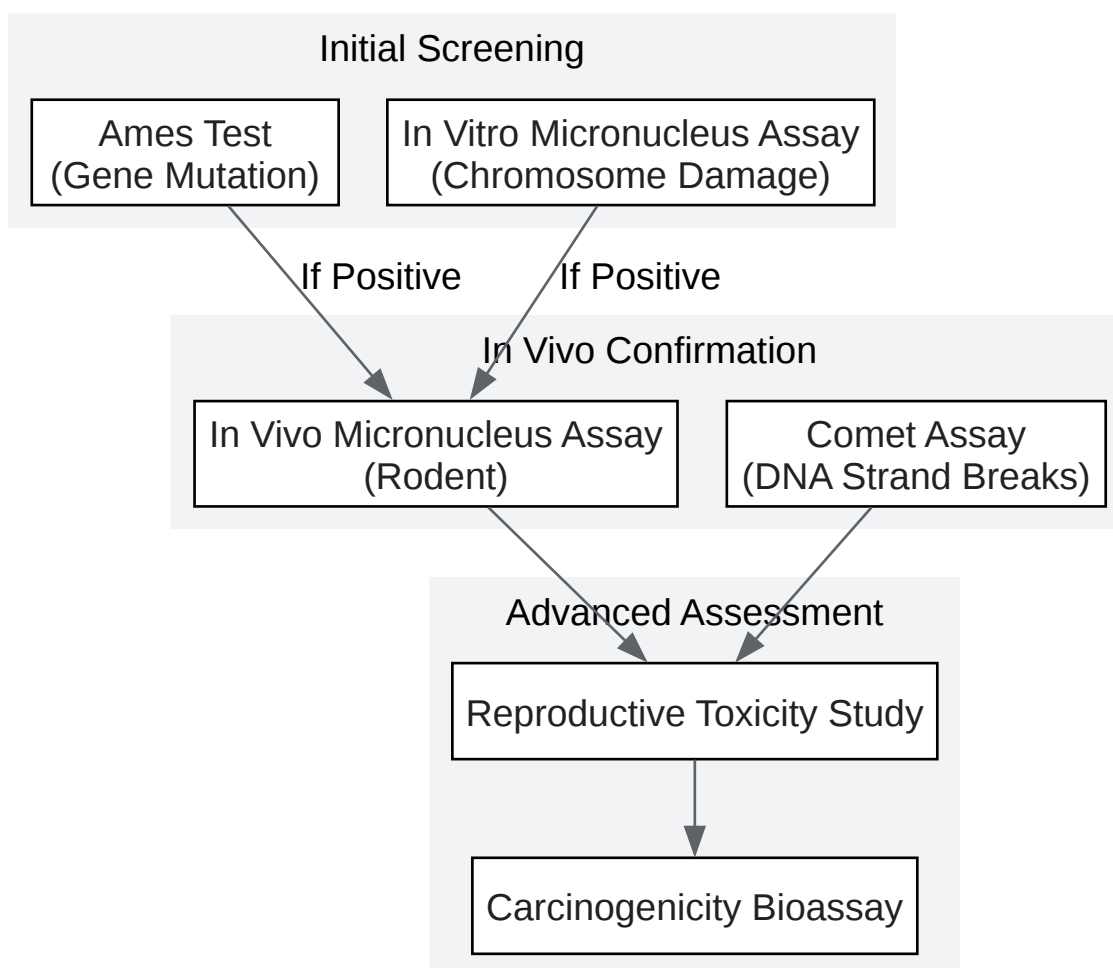 Initial Screening
Ames Test
(Gene Mutation)
In Vitro Micronucleus Assay
(Chromosome Damage)
If Positive
If Positive
In Vivo Confirmation
In Vivo Micronucleus Assay
(Rodent)
Comet Assay
(DNA Strand Breaks)
Advanced Assessment
Reproductive Toxicity Study
Carcinogenicity Bioassay